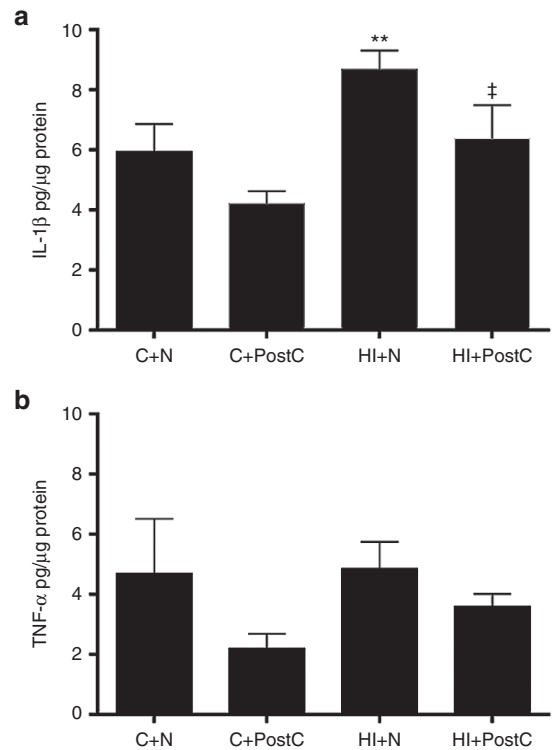 a
10
8
6
4
2
0
IL-1β pg/μg protein
**
‡
C+N C+PostC HI+N HI+PostC
b
10
8
6
4
2
0
TNF-α pg/μg protein
C+N C+PostC HI+N HI+PostC